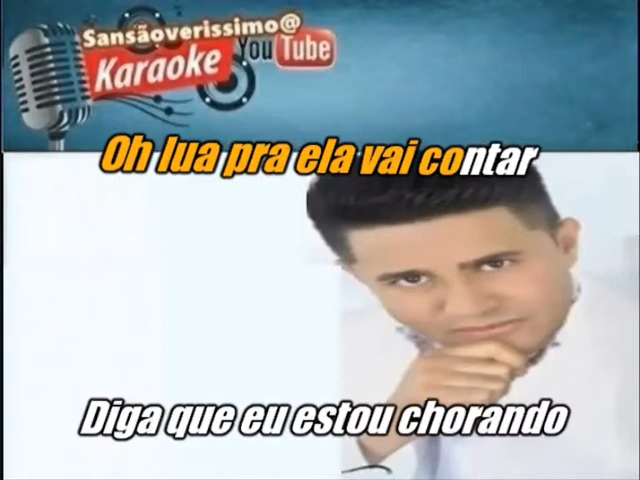 Sansãoverissimo@
Karaoke YouTube
Oh lua pra ela vai contar
Diga que eu estou chorando